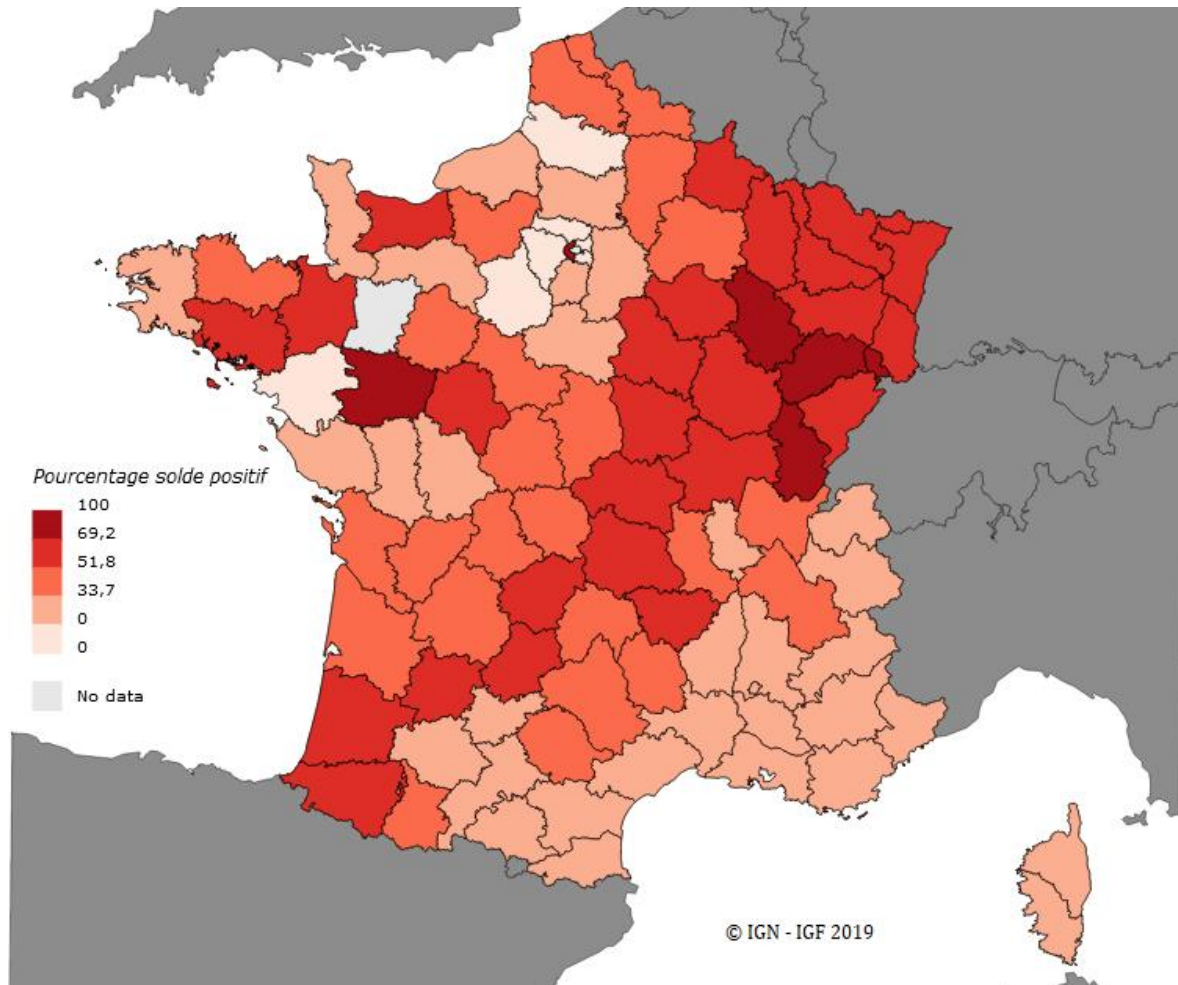 Pourcentage solde positif
100
69,2
51,8
33,7
0
0
No data
© IGN - IGF 2019